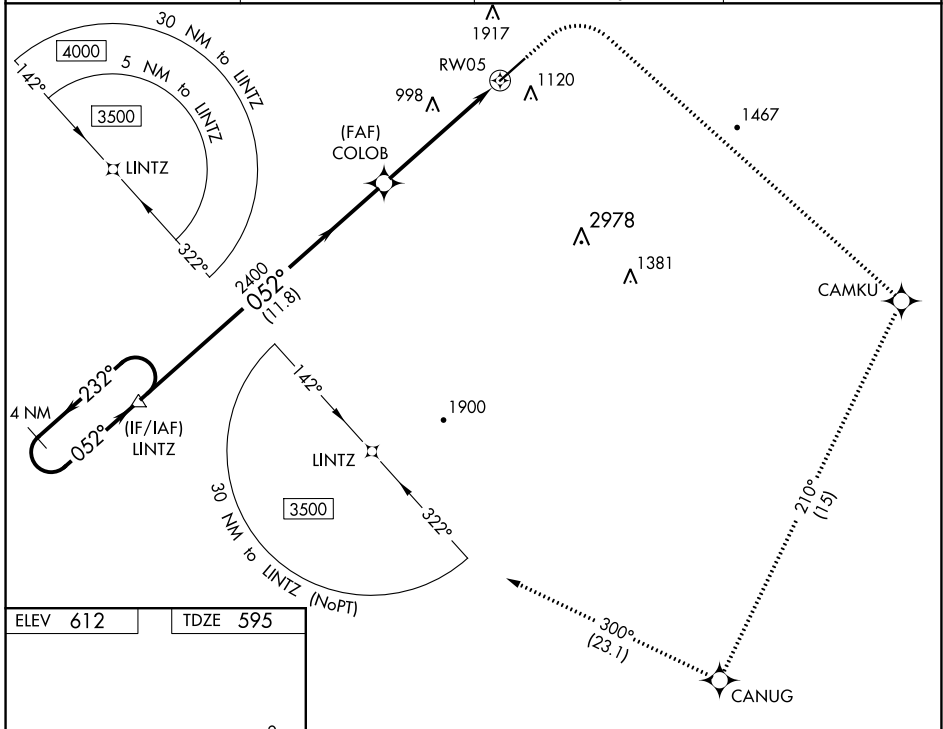 30 NM to LINTZ
4000
5 NM to LINTZ
142°
3500
LINTZ
322°
1917
RW05
1120
998
1467
(FAF)
COLOB
2978
1381
CAMKU
2400
052°
(11.8)
232°
4 NM
052°
(IF/IAF)
LINTZ
142°
1900
LINTZ
3500
322°
30 NM to LINTZ (NoPT)
210°
(15)
300°
(23.1)
CANUG
ELEV 612
TDZE 595